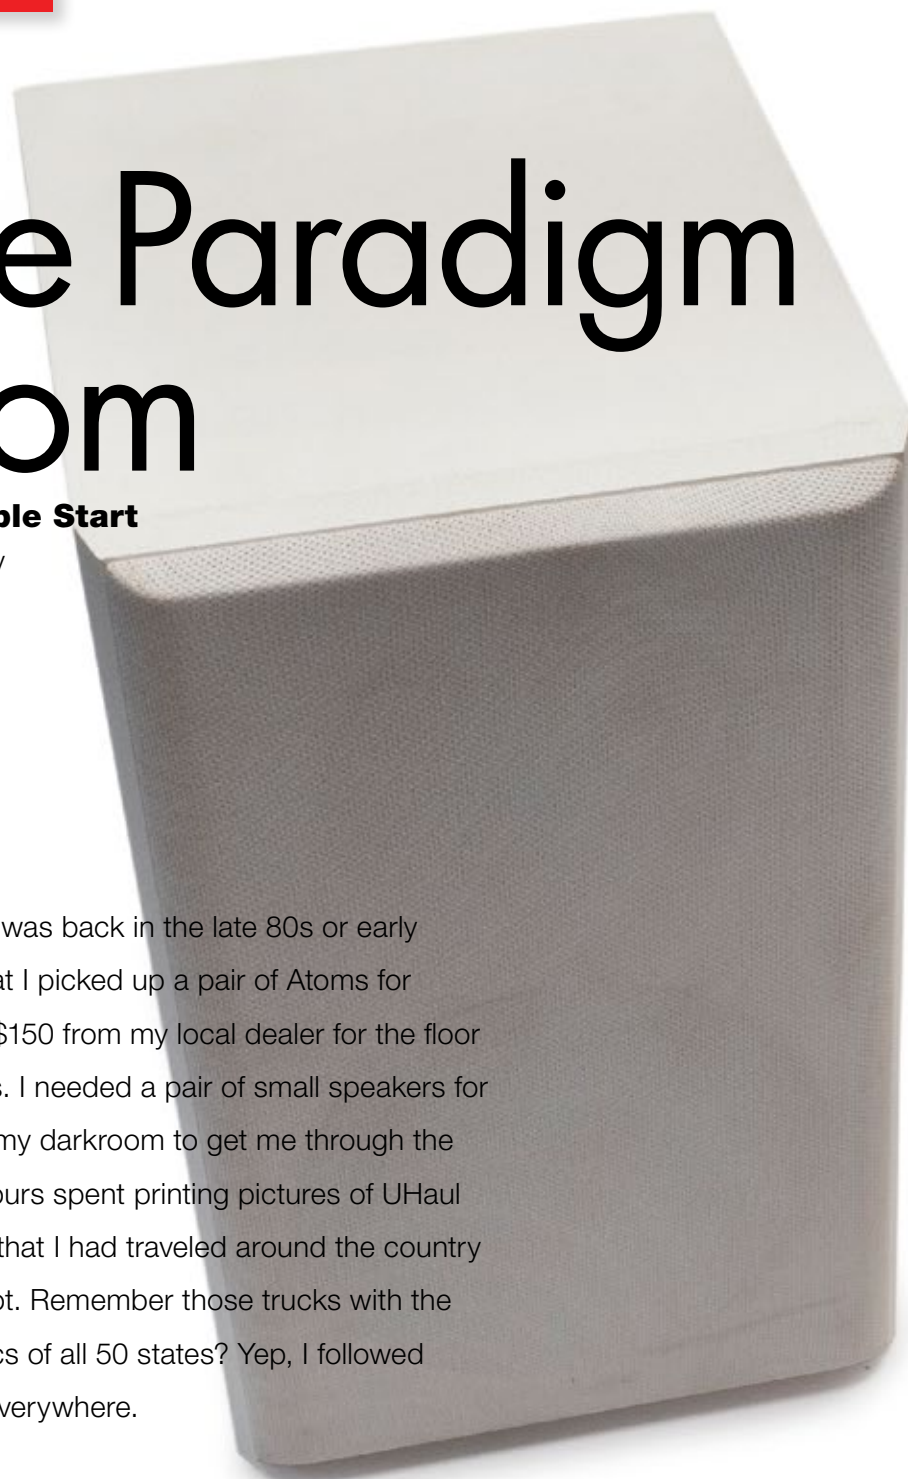 e Paradigm
om
ble Start
y
was back in the late 80s or early
at I picked up a pair of Atoms for
$150 from my local dealer for the floor
s. I needed a pair of small speakers for
my darkroom to get me through the
ours spent printing pictures of UHaul
that I had traveled around the country
ot. Remember those trucks with the
cs of all 50 states? Yep, I followed
verywhere.